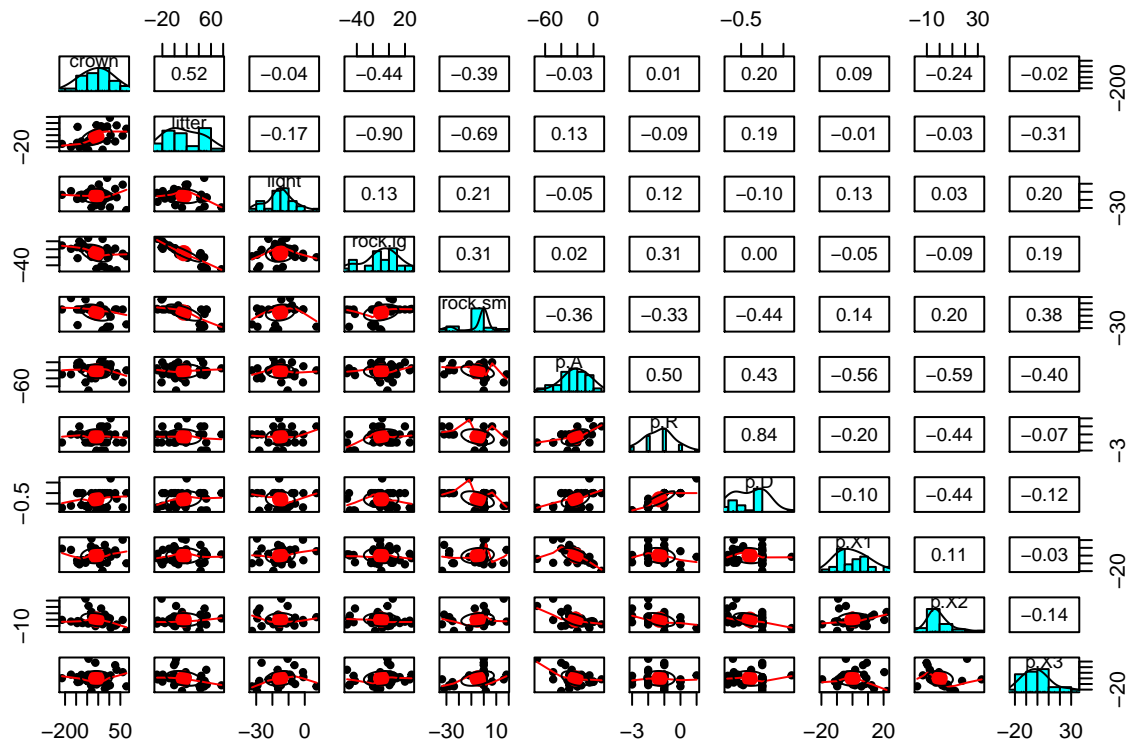 −20 60 −40 20 −60 0 −0.5 −10 30
crown 0.52 −0.04 −0.44 −0.39 −0.03 0.01 0.20 0.09 −0.24 −0.02 −200
−20 litter −0.17 −0.90 −0.69 0.13 −0.09 0.19 −0.01 −0.03 −0.31
light 0.13 0.21 −0.05 0.12 −0.10 0.13 0.03 0.20 −30
−40 rock.lg 0.31 0.02 0.31 0.00 −0.05 −0.09 0.19
rock.sm −0.36 −0.33 −0.44 0.14 0.20 0.38 −30
−60 p.A 0.50 0.43 −0.56 −0.59 −0.40
p.R 0.84 −0.20 −0.44 −0.07 −3
−0.5 p.D −0.10 −0.44 −0.12
p.X1 0.11 −0.03 −20
−10 p.X2 −0.14
p.X3 −20
−200 50 −30 0 −30 10 −3 0 −20 20 −20 30